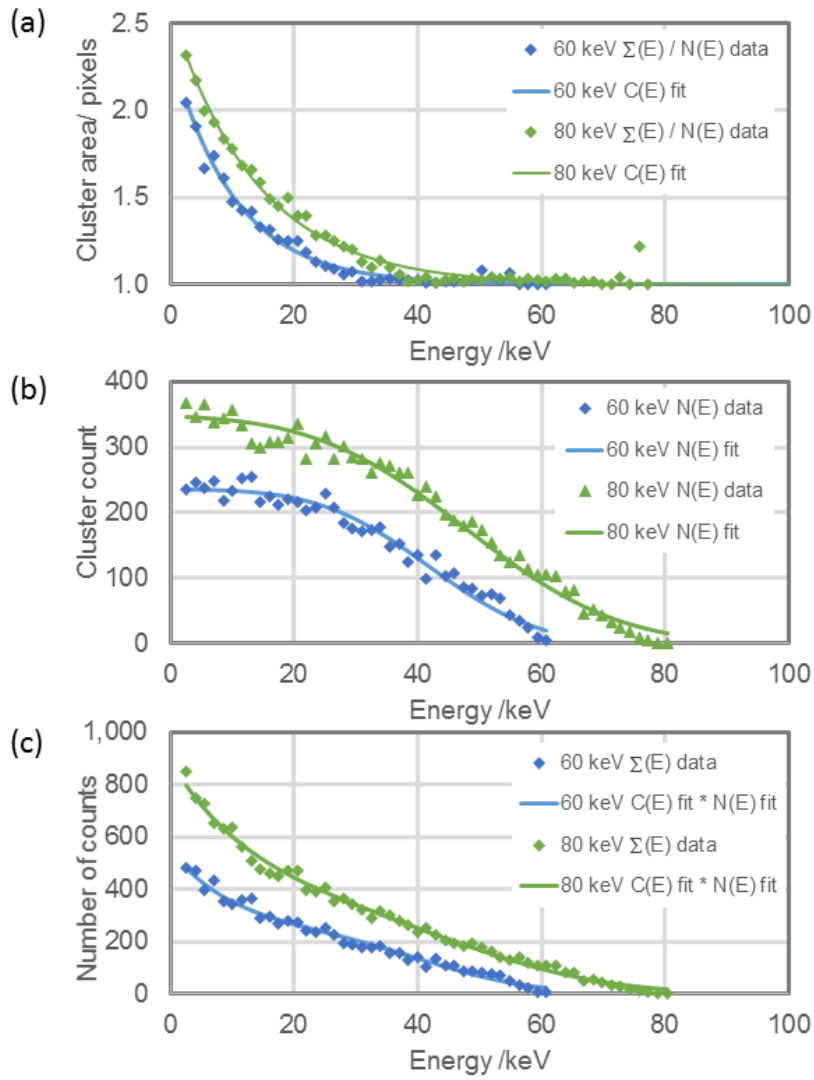 (a)
Cluster area/ pixels
2.5
2.0
1.5
1.0
60 keV Σ(E) / N(E) data
60 keV C(E) fit
80 keV Σ(E) / N(E) data
80 keV C(E) fit
0 20 40 60 80 100
Energy /keV
(b)
Cluster count
400
300
200
100
0
60 keV N(E) data
60 keV N(E) fit
80 keV N(E) data
80 keV N(E) fit
0 20 40 60 80 100
Energy /keV
(c)
Number of counts
1,000
800
600
400
200
0
60 keV Σ(E) data
60 keV C(E) fit * N(E) fit
80 keV Σ(E) data
80 keV C(E) fit * N(E) fit
0 20 40 60 80 100
Energy /keV